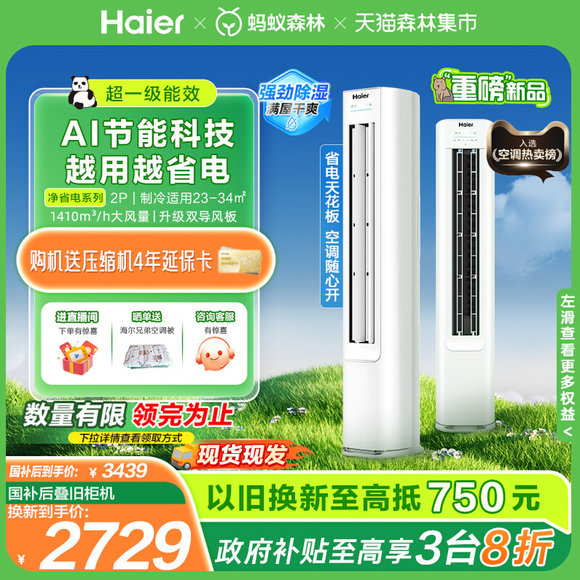 Haier × 蚂蚁森林 × 天猫森林集市
超一级能效
AI节能科技
越用越省电
净省电系列 2P | 制冷适用23-34㎡
1410m³/h大风量 | 升级双导风板
购机送压缩机4年延保卡
进直播间
下单有惊喜
晒单送
海尔兄弟空调被
咨询客服
有惊喜
数量有限 领完为止
下拉详情查看领取方式
强劲除湿
满屋干爽
Haier
省电天花板 空调随心开
Haier
"重磅"新品
入选
空调热卖榜
左滑查看更多权益
现货现发
国补后到手价: ¥3439
国补后叠旧柜机
换新到手价:
¥2729
以旧换新至高抵750元
政府补贴至高享3台8折